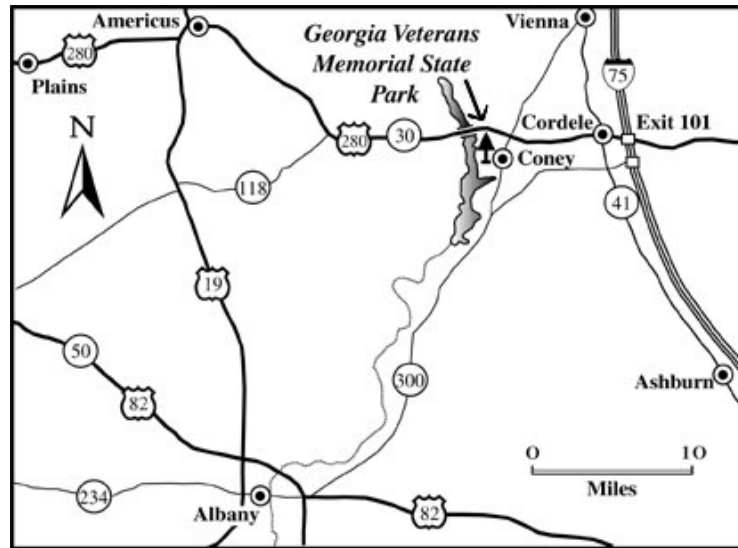 Americus
Georgia Veterans
Memorial State
Park
Vienna
280
Plains
75
N
Cordele
Exit 101
30
280
Coney
118
41
19
50
300
Ashburn
82
0 10
Miles
234
Albany
82